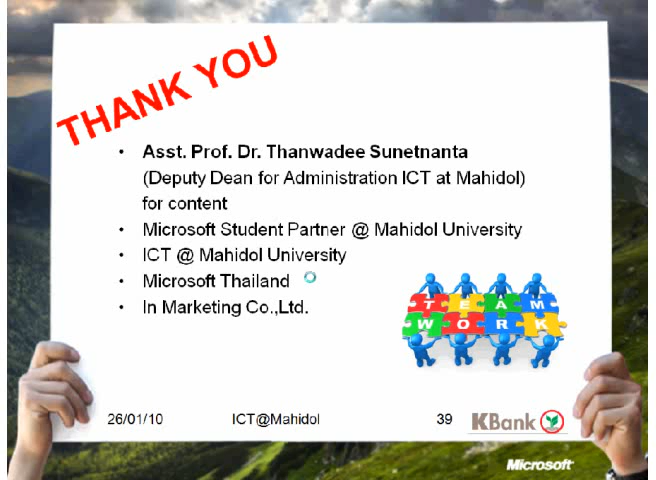 THANK YOU
• Asst. Prof. Dr. Thanwadee Sunetnanta
(Deputy Dean for Administration ICT at Mahidol)
for content
• Microsoft Student Partner @ Mahidol University
• ICT @ Mahidol University
• Microsoft Thailand
• In Marketing Co.,Ltd.
TEAM
WORK
26/01/10 ICT@Mahidol 39 KBank
Microsoft